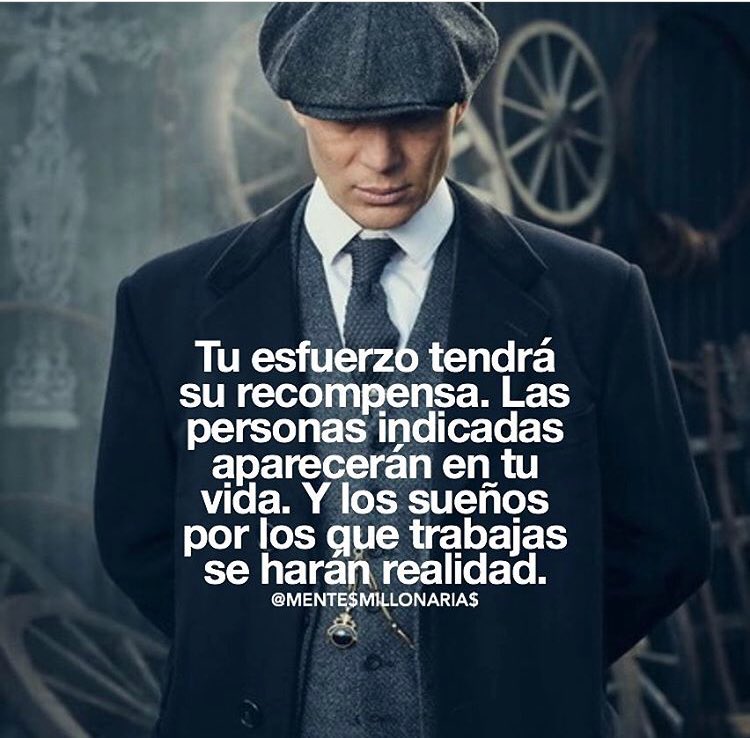 Tu esfuerzo tendrá
su recompensa. Las
personas indicadas
aparecerán en tu
vida. Y los sueños
por los que trabajas
se harán realidad.
@MENTE$MILLONARIA$